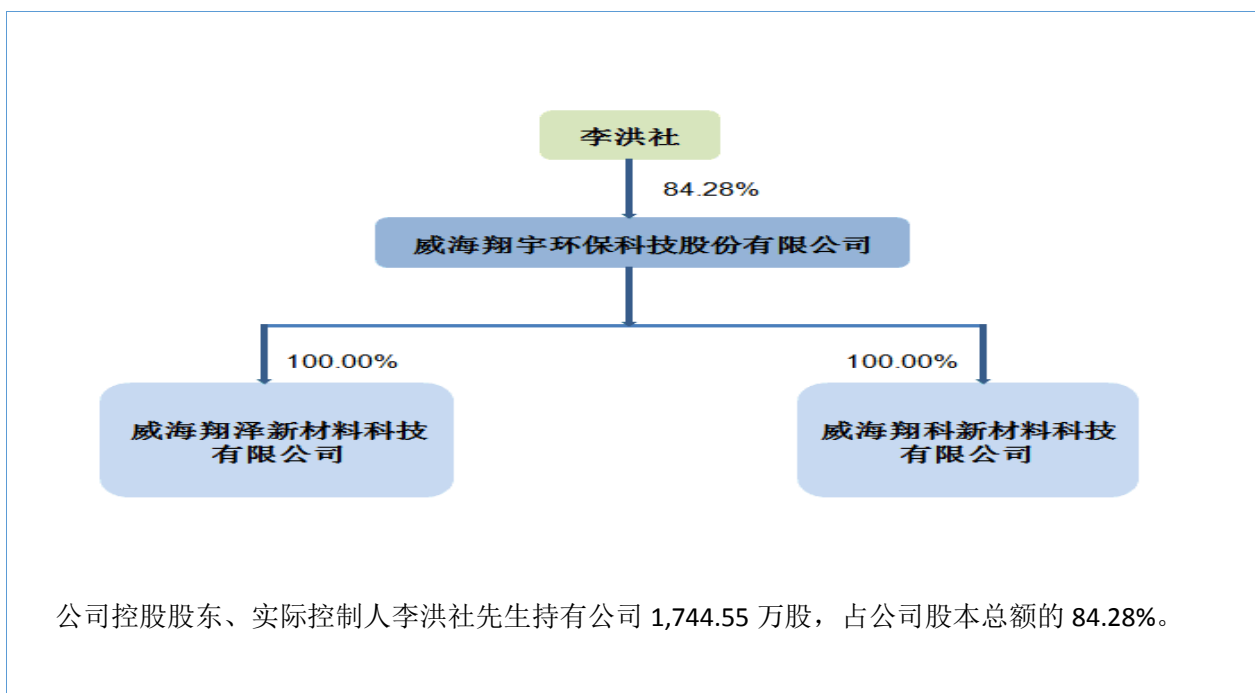 李洪社
84.28%
威海翔宇环保科技股份有限公司
100.00%
100.00%
威海翔泽新材料科技
有限公司
威海翔科新材料科技
有限公司
公司控股股东、实际控制人李洪社先生持有公司 1,744.55 万股，占公司股本总额的 84.28%。